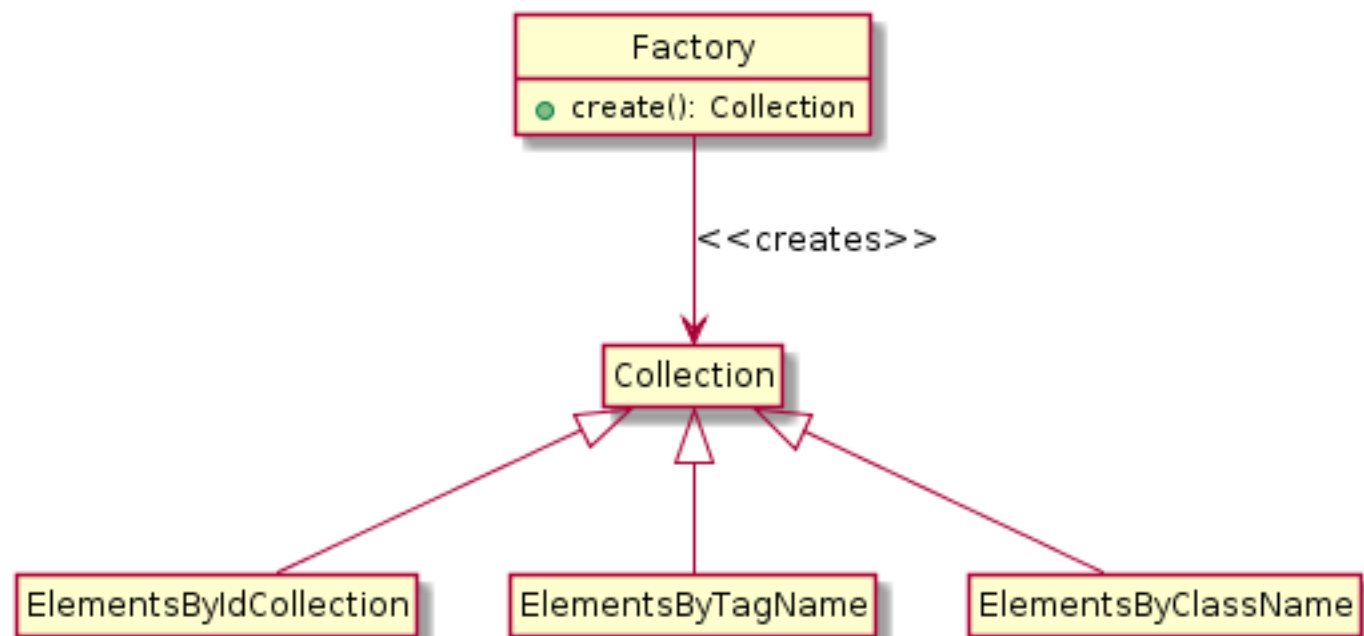 Factory
create(): Collection
<<creates>>
Collection
ElementsByIdCollection
ElementsByTagName
ElementsByClassName